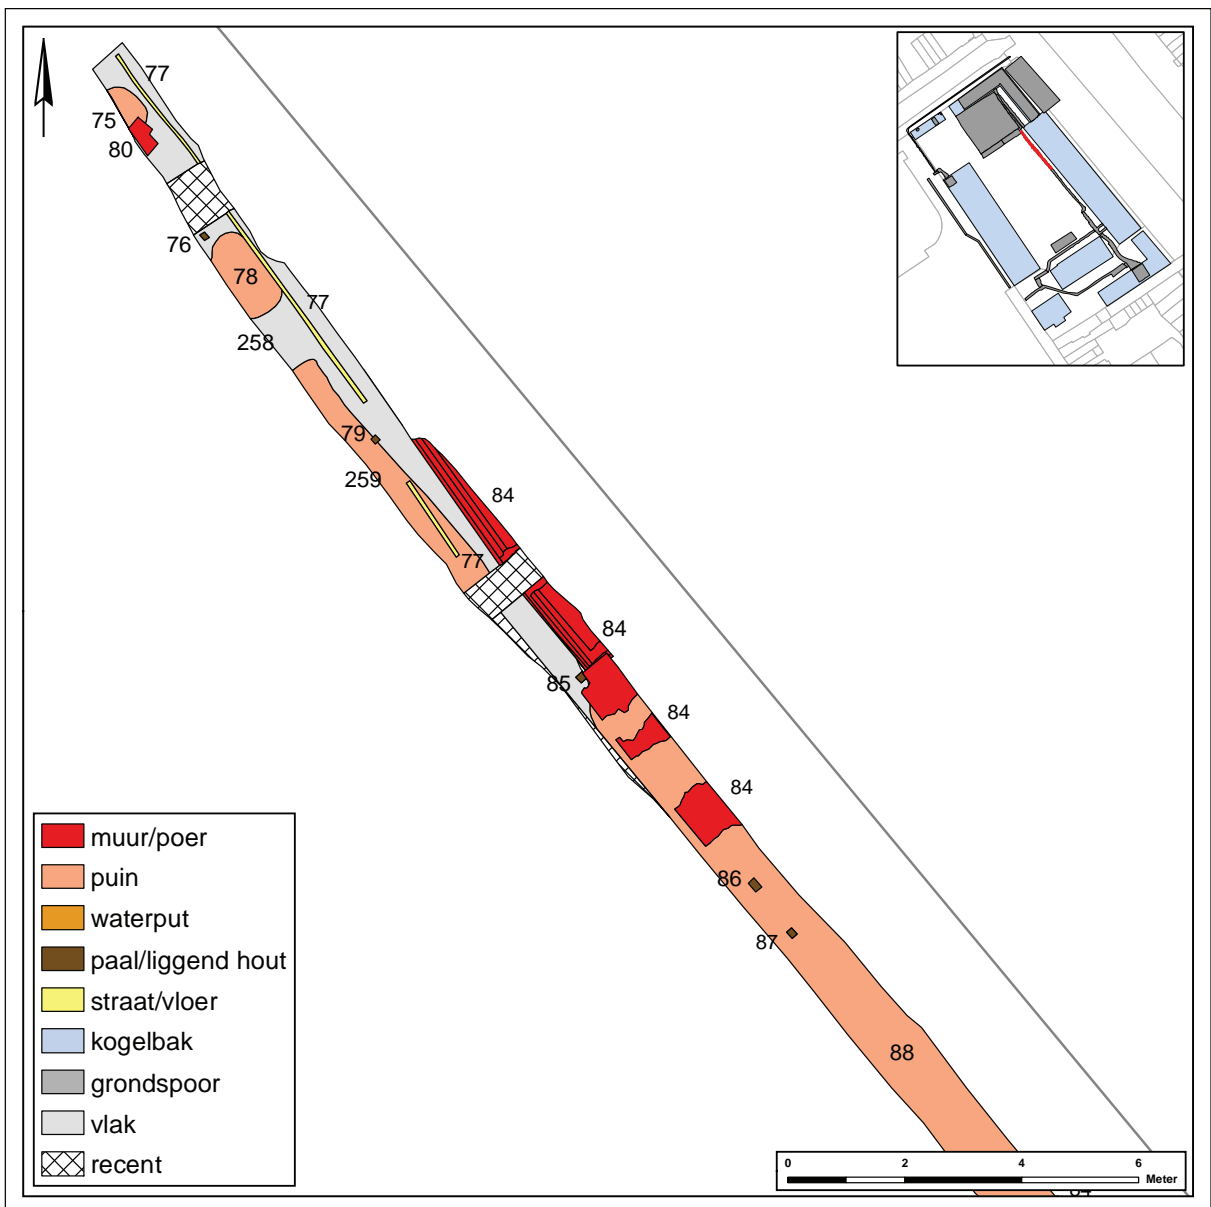 77
75
80
76
78
77
258
79
259
84
77
84
85
84
84
86
87
88
muur/poer
puin
waterput
paal/liggend hout
straat/vloer
kogelbak
grondspoor
vlak
recent
0 2 4 6
Meter